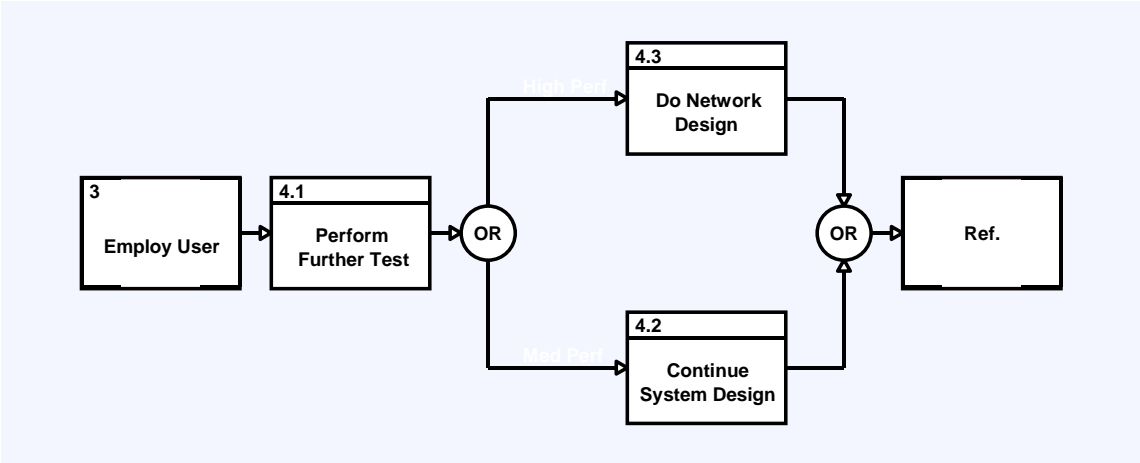 3
Employ User
4.1
Perform
Further Test
OR
High Perf
4.3
Do Network
Design
Med Perf
4.2
Continue
System Design
OR
Ref.